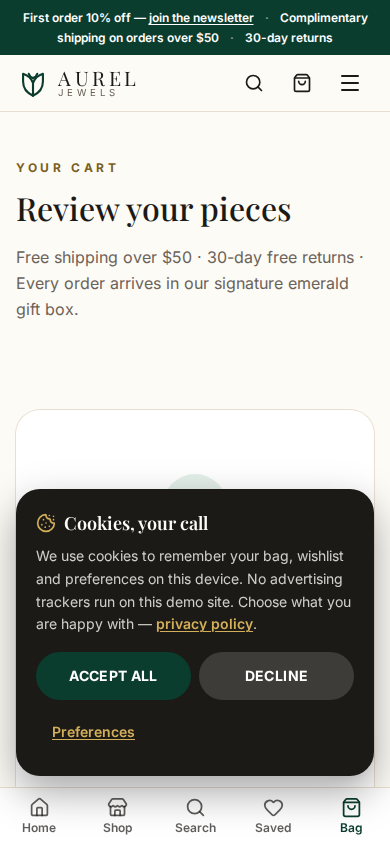 First order 10% off — join the newsletter · Complimentary
shipping on orders over $50 · 30-day returns
AUREL
JEWELS
YOUR CART
Review your pieces
Free shipping over $50 · 30-day free returns ·
Every order arrives in our signature emerald
gift box.
Cookies, your call
We use cookies to remember your bag, wishlist
and preferences on this device. No advertising
trackers run on this demo site. Choose what you
are happy with — privacy policy.
ACCEPT ALL DECLINE
Preferences
Home Shop Search Saved Bag